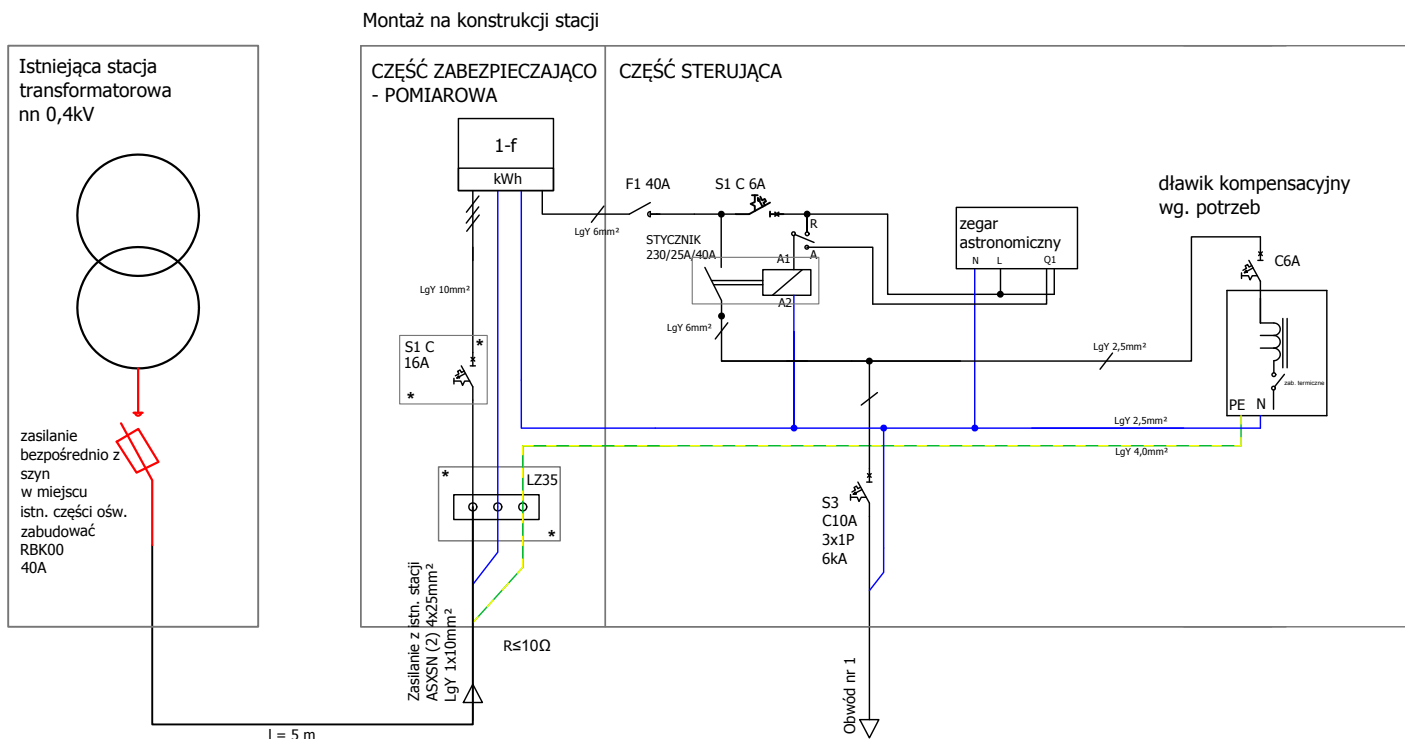 Montaż na konstrukcji stacji
Istniejąca stacja
transformatorowa
nn 0,4kV
zasilanie
bezpośrednio z
szyn
w miejscu
istn. części ośw.
zabudować
RBK00
40A
l = 5 m
CZĘŚĆ ZABEZPIECZAJĄCO
- POMIAROWA
1-f
kWh
LgY 10mm²
S1 C
16A
*
*
*
LZ35
*
Zasilanie z istn. stacji
ASXSN (2) 4x25mm²
LgY 1x10mm²
R≤10Ω
CZĘŚĆ STERUJĄCA
F1 40A
LgY 6mm²
S1 C 6A
R
A
STYCZNIK
230/25A/40A
A1
A2
LgY 6mm²
zegar
astronomiczny
N L Q1
dławik kompensacyjny
wg. potrzeb
C6A
LgY 2,5mm²
zab. termiczne
PE N
LgY 2,5mm²
LgY 4,0mm²
S3
C10A
3x1P
6kA
Obwód nr 1